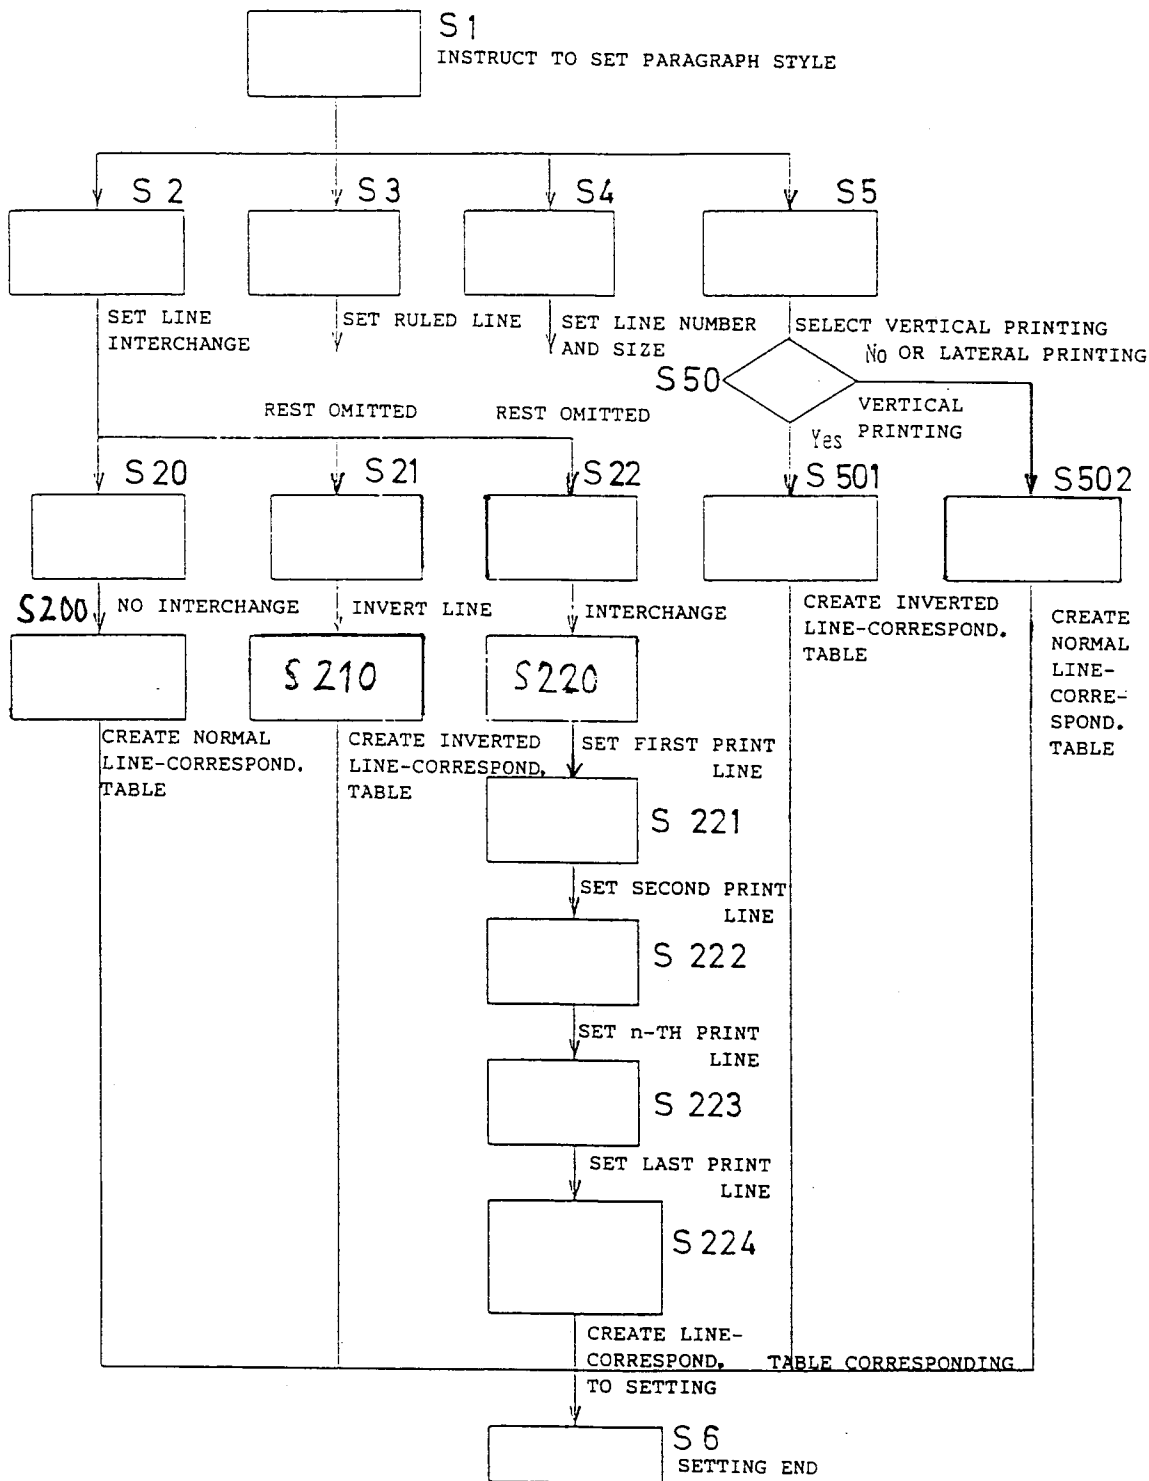 S1
INSTRUCT TO SET PARAGRAPH STYLE
S2
S3
S4
S5
SET LINE
INTERCHANGE
SET RULED LINE
SET LINE NUMBER
AND SIZE
SELECT VERTICAL PRINTING
No OR LATERAL PRINTING
S50
VERTICAL
PRINTING
Yes
REST OMITTED
REST OMITTED
S20
S21
S22
S501
S502
S200
NO INTERCHANGE
INVERT LINE
INTERCHANGE
CREATE INVERTED
LINE-CORRESPOND.
TABLE
CREATE
NORMAL
LINE-
CORRE-
SPOND.
TABLE
S210
S220
CREATE NORMAL
LINE-CORRESPOND.
TABLE
CREATE INVERTED
LINE-CORRESPOND.
TABLE
SET FIRST PRINT
LINE
S221
SET SECOND PRINT
LINE
S222
SET n-TH PRINT
LINE
S223
SET LAST PRINT
LINE
S224
CREATE LINE-
CORRESPOND. TABLE CORRESPONDING
TO SETTING
S6
SETTING END